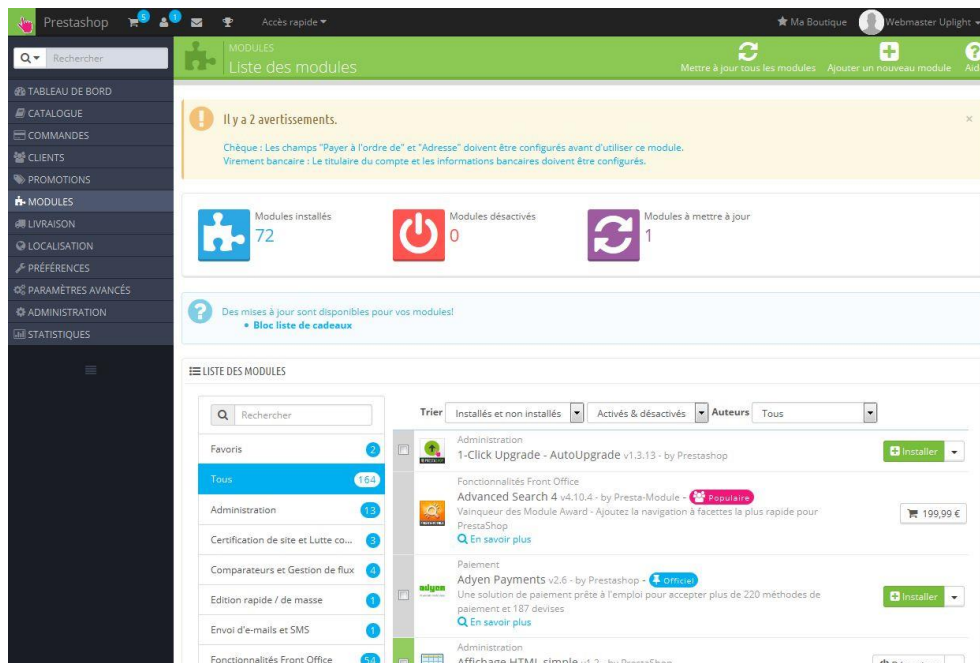 Prestashop
5
1
Accès rapide
Ma Boutique
Webmaster Uplight
Rechercher
MODULES
Liste des modules
Mettre à jour tous les modules
Ajouter un nouveau module
Aid
TABLEAU DE BORD
CATALOGUE
COMMANDES
CLIENTS
PROMOTIONS
MODULES
LIVRAISON
LOCALISATION
PRÉFÉRENCES
PARAMÈTRES AVANCÉS
ADMINISTRATION
STATISTIQUES
Il y a 2 avertissements.
×
Chèque : Les champs "Payer à l'ordre de" et "Adresse" doivent être configurés avant d'utiliser ce module.
Virement bancaire : Le titulaire du compte et les informations bancaires doivent être configurés.
Modules installés
72
Modules désactivés
0
Modules à mettre à jour
1
Des mises à jour sont disponibles pour vos modules!
• Bloc liste de cadeaux
LISTE DES MODULES
Rechercher
Favoris 2
Tous 164
Administration 13
Certification de site et Lutte co... 3
Comparateurs et Gestion de flux 4
Edition rapide / de masse 1
Envoi d'e-mails et SMS 1
Fonctionnalités Front Office 54
Trier Installés et non installés Activés & désactivés Auteurs Tous
Administration
1-Click Upgrade - AutoUpgrade v1.3.13 - by Prestashop
Installer
Fonctionnalités Front Office
Advanced Search 4 v4.10.4 - by Presta-Module - Populaire
Vainqueur des Module Award - Ajoutez la navigation à facettes la plus rapide pour
PrestaShop
En savoir plus
199,99 €
Paiement
adyen
Adyen Payments v2.6 - by Prestashop - Officiel
Une solution de paiement prête à l'emploi pour accepter plus de 220 méthodes de
paiement et 187 devises
En savoir plus
Installer
Administration
Affichage HTML simple v1.2 - by PrestaShop